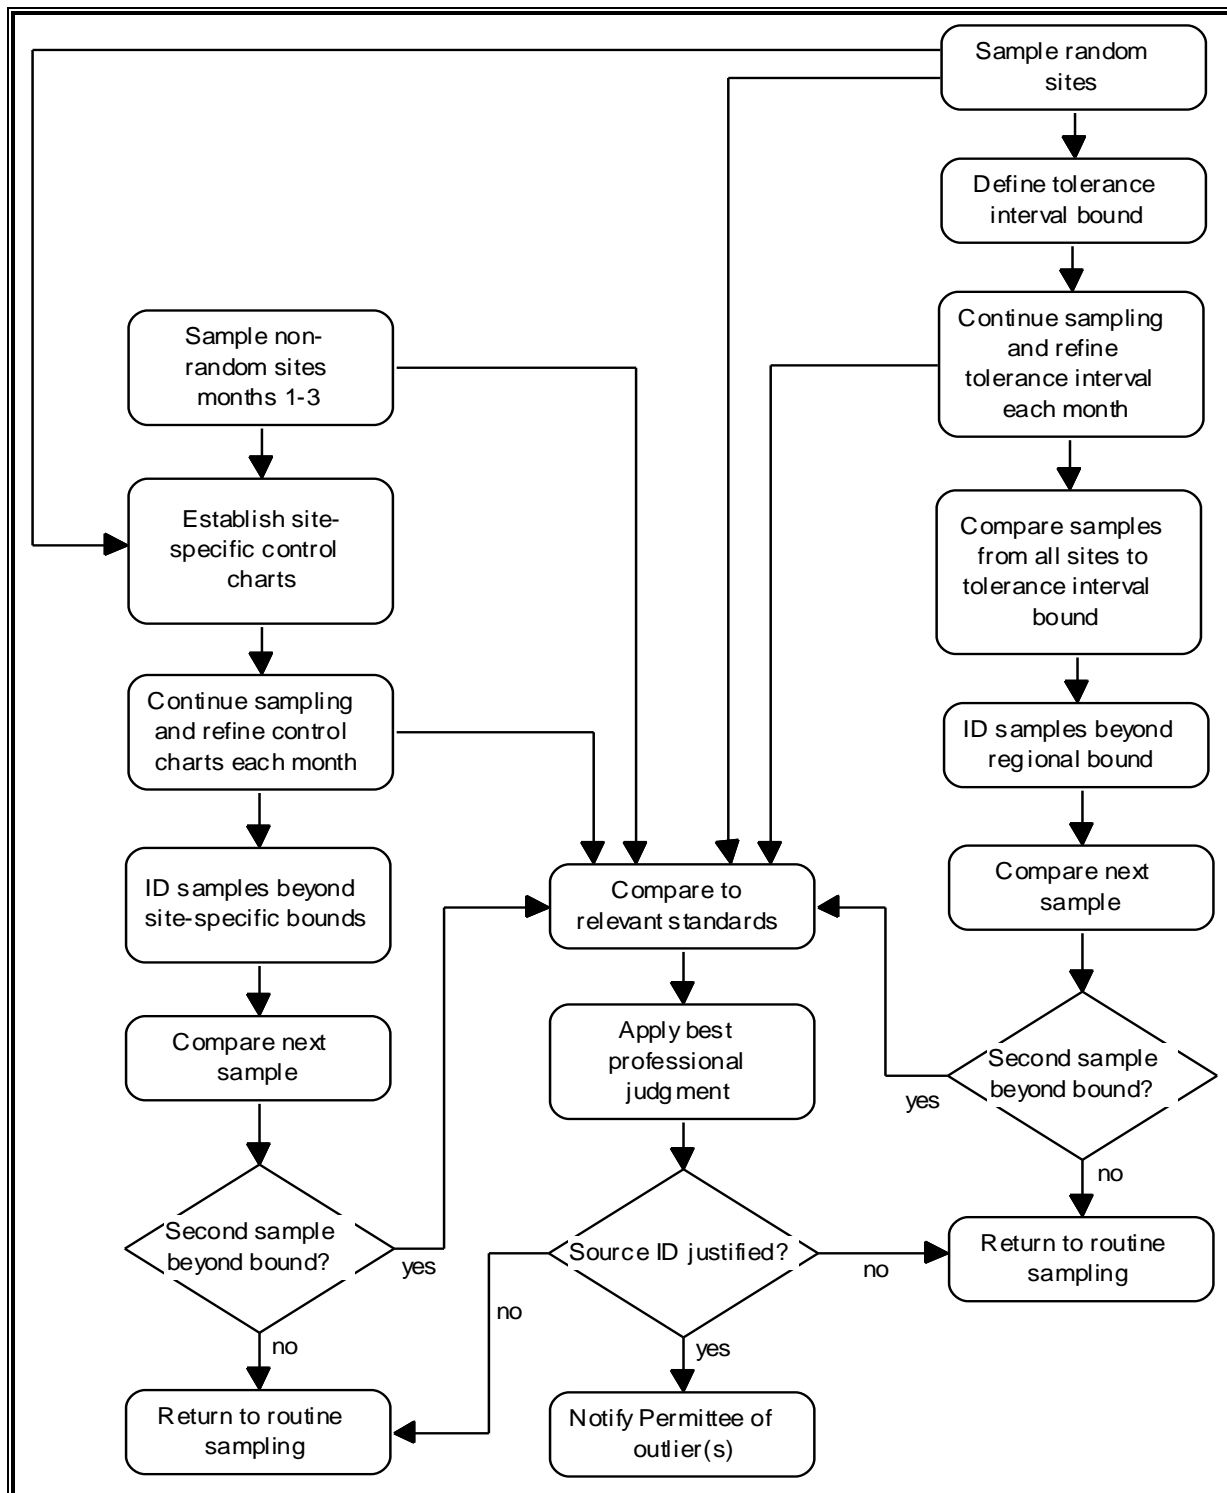 Sample random
sites
Define tolerance
interval bound
Continue sampling
and refine
tolerance interval
each month
Sample non-
random sites
months 1-3
Establish site-
specific control
charts
Compare samples
from all sites to
tolerance interval
bound
Continue sampling
and refine control
charts each month
ID samples beyond
regional bound
ID samples beyond
site-specific bounds
Compare to
relevant standards
Compare next
sample
Compare next
sample
Apply best
professional
judgment
Second sample
beyond bound?
yes
no
Second sample
beyond bound?
yes
no
Source ID justified?
no
no
yes
Return to routine
sampling
Return to routine
sampling
Notify Permittee of
outlier(s)